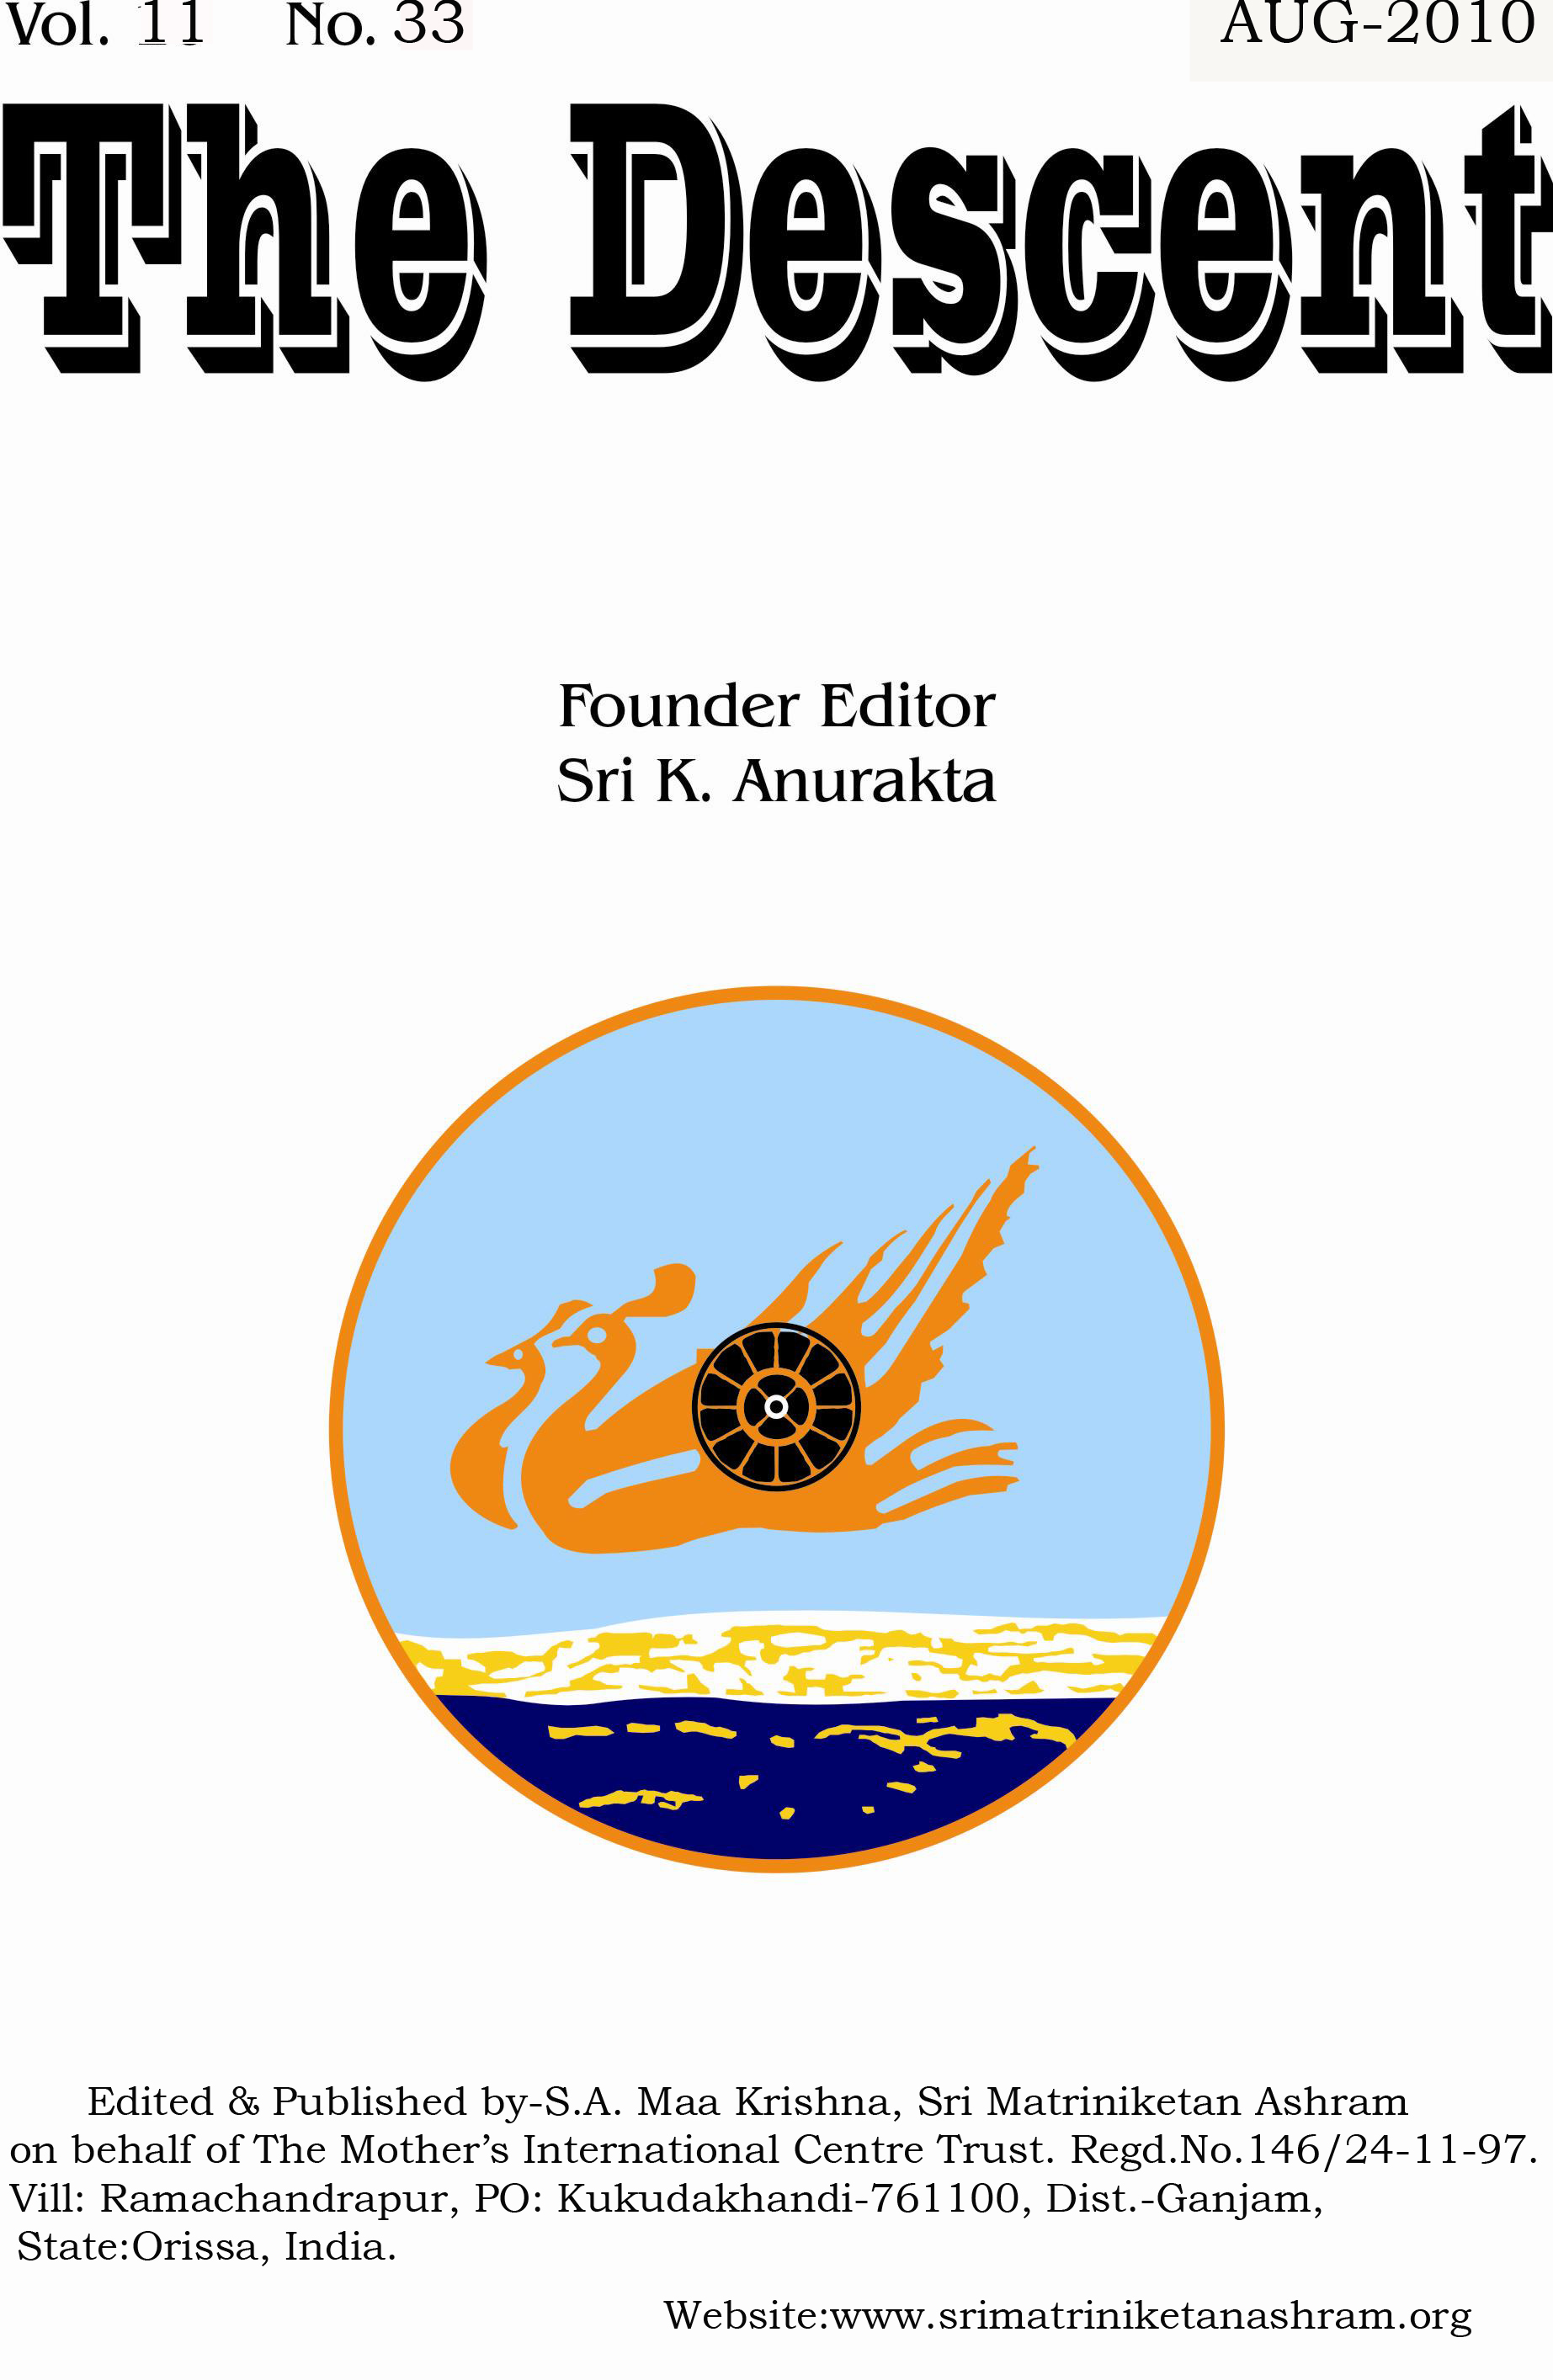 Vol. 11 No. 33 AUG-2010
The Descent
Founder Editor
Sri K. Anurakta
Edited & Published by-S.A. Maa Krishna, Sri Matriniketan Ashram
on behalf of The Mother’s International Centre Trust. Regd.No.146/24-11-97.
Vill: Ramachandrapur, PO: Kukudakhandi-761100, Dist.-Ganjam,
State:Orissa, India.
Website:www.srimatriniketanashram.org